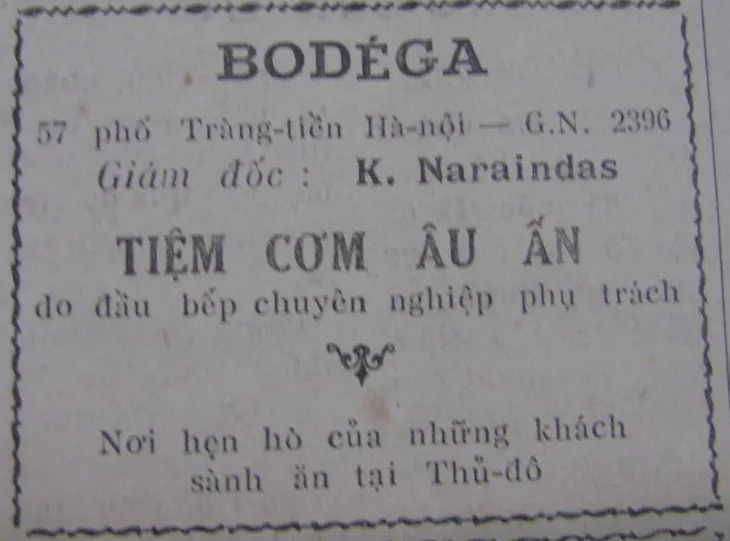 BODÉGA
57 phố Tràng-tiền Hà-nội — G.N. 2396
Giám đốc : K. Naraindas
TIỆM CƠM ÂU ẤN
do đầu bếp chuyên nghiệp phụ trách
Nơi hẹn hò của những khách
sành ăn tại Thủ-đô